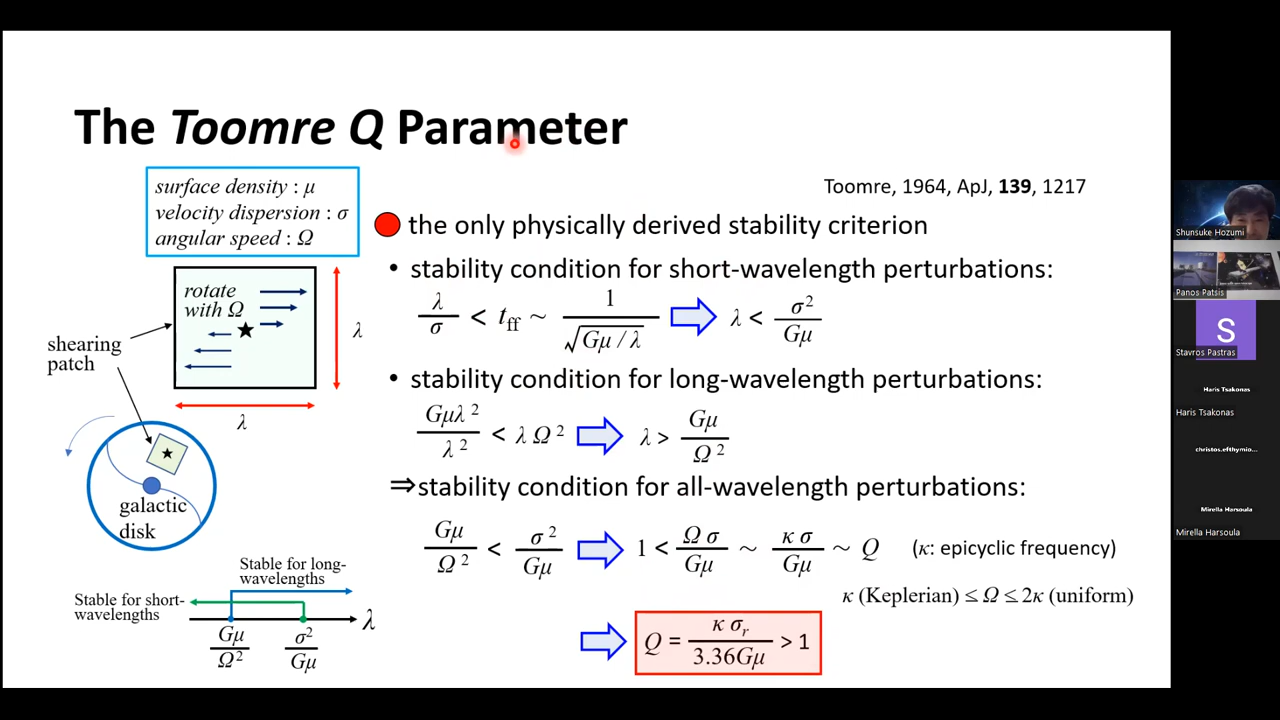 The Toomre Q Parameter
surface density : μ
velocity dispersion : σ
angular speed : Ω
Toomre, 1964, ApJ, 139, 1217
the only physically derived stability criterion
• stability condition for short-wavelength perturbations:
λ/σ < t_ff ~ 1/√(Gμ/λ) ⇒ λ < σ²/(Gμ)
• stability condition for long-wavelength perturbations:
Gμλ²/λ² < λΩ² ⇒ λ > Gμ/Ω²
⇒stability condition for all-wavelength perturbations:
Gμ/Ω² < σ²/(Gμ) ⇒ 1 < Ωσ/(Gμ) ~ κσ/(Gμ) ~ Q (κ: epicyclic frequency)
κ (Keplerian) ≤ Ω ≤ 2κ (uniform)
Q = κσ_r/(3.36Gμ) > 1
rotate
with Ω
λ
λ
shearing
patch
galactic
disk
Stable for long-
wavelengths
Stable for short-
wavelengths
λ
Gμ/Ω²
σ²/Gμ
Shunsuke Hozumi
Panos Patsis
S
Stavros Pastras
Haris Tsakonas
Haris Tsakonas
christos.efthymio...
Mirella Harsoula
Mirella Harsoula